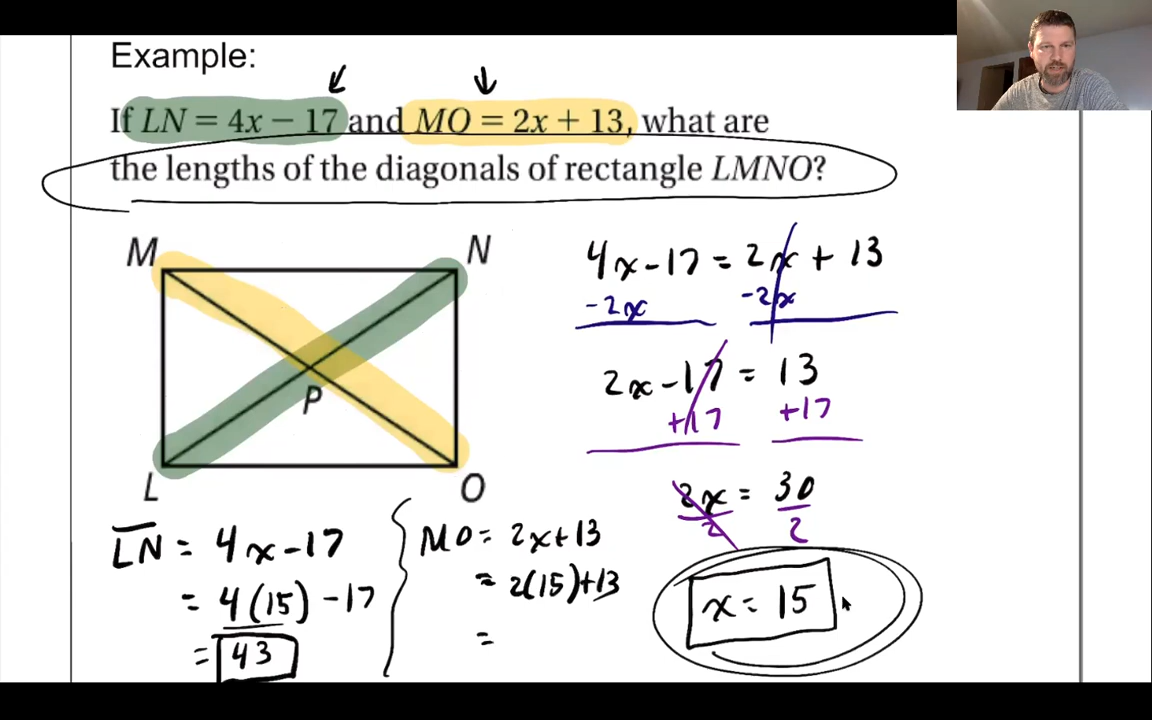 Example:
If LN = 4x − 17 and MO = 2x + 13, what are
the lengths of the diagonals of rectangle LMNO?
M
N
P
L
O
4x-17 = 2x + 13
-2x -2x
2x-17 = 13
+17 +17
2x = 30
2 2
x = 15
LN = 4x-17
= 4(15) -17
= 43
MO = 2x+13
= 2(15)+13
=